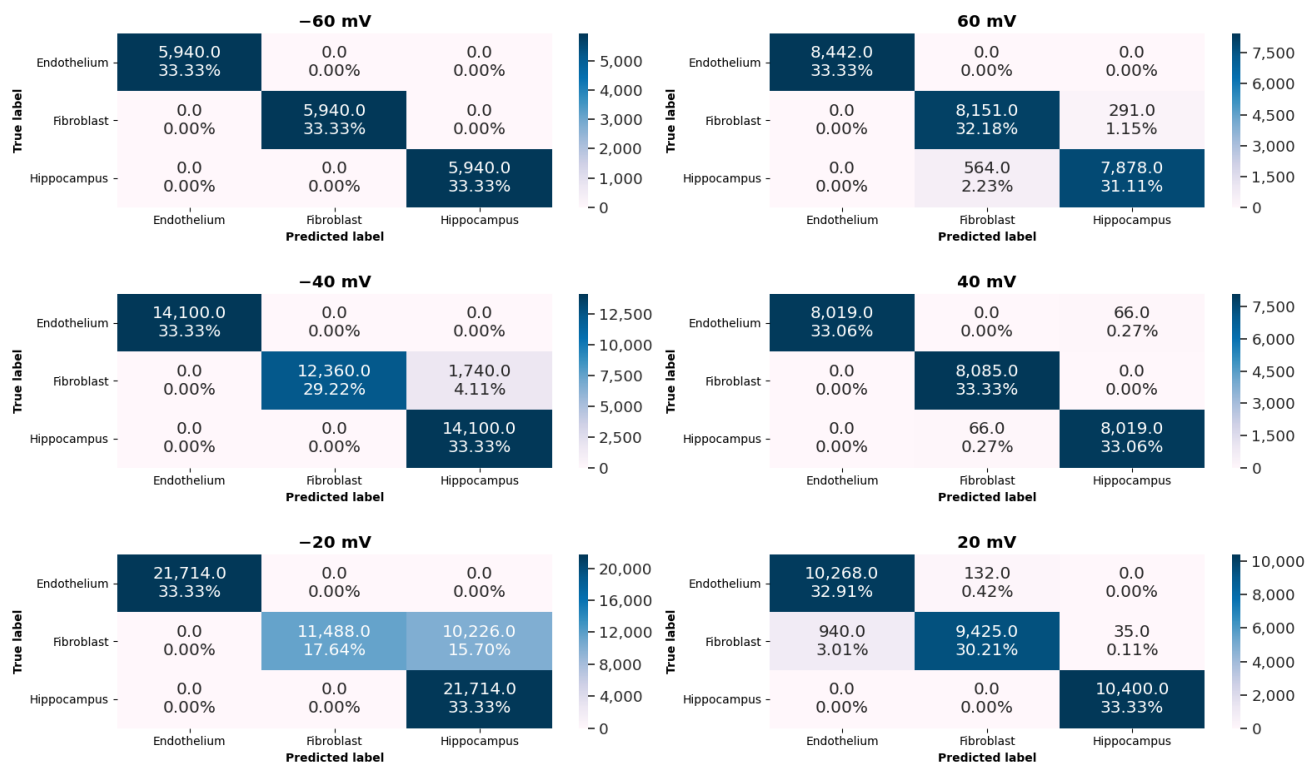 −60 mV
Endothelium
5,940.0
33.33%
0.0
0.00%
0.0
0.00%
Fibroblast
0.0
0.00%
5,940.0
33.33%
0.0
0.00%
Hippocampus
0.0
0.00%
0.0
0.00%
5,940.0
33.33%
True label
Endothelium
Fibroblast
Hippocampus
Predicted label
5,000
4,000
3,000
2,000
1,000
0
60 mV
Endothelium
8,442.0
33.33%
0.0
0.00%
0.0
0.00%
Fibroblast
0.0
0.00%
8,151.0
32.18%
291.0
1.15%
Hippocampus
0.0
0.00%
564.0
2.23%
7,878.0
31.11%
True label
Endothelium
Fibroblast
Hippocampus
Predicted label
7,500
6,000
4,500
3,000
1,500
0
−40 mV
Endothelium
14,100.0
33.33%
0.0
0.00%
0.0
0.00%
Fibroblast
0.0
0.00%
12,360.0
29.22%
1,740.0
4.11%
Hippocampus
0.0
0.00%
0.0
0.00%
14,100.0
33.33%
True label
Endothelium
Fibroblast
Hippocampus
Predicted label
12,500
10,000
7,500
5,000
2,500
0
40 mV
Endothelium
8,019.0
33.06%
0.0
0.00%
66.0
0.27%
Fibroblast
0.0
0.00%
8,085.0
33.33%
0.0
0.00%
Hippocampus
0.0
0.00%
66.0
0.27%
8,019.0
33.06%
True label
Endothelium
Fibroblast
Hippocampus
Predicted label
7,500
6,000
4,500
3,000
1,500
0
−20 mV
Endothelium
21,714.0
33.33%
0.0
0.00%
0.0
0.00%
Fibroblast
0.0
0.00%
11,488.0
17.64%
10,226.0
15.70%
Hippocampus
0.0
0.00%
0.0
0.00%
21,714.0
33.33%
True label
Endothelium
Fibroblast
Hippocampus
Predicted label
20,000
16,000
12,000
8,000
4,000
0
20 mV
Endothelium
10,268.0
32.91%
132.0
0.42%
0.0
0.00%
Fibroblast
940.0
3.01%
9,425.0
30.21%
35.0
0.11%
Hippocampus
0.0
0.00%
0.0
0.00%
10,400.0
33.33%
True label
Endothelium
Fibroblast
Hippocampus
Predicted label
10,000
8,000
6,000
4,000
2,000
0